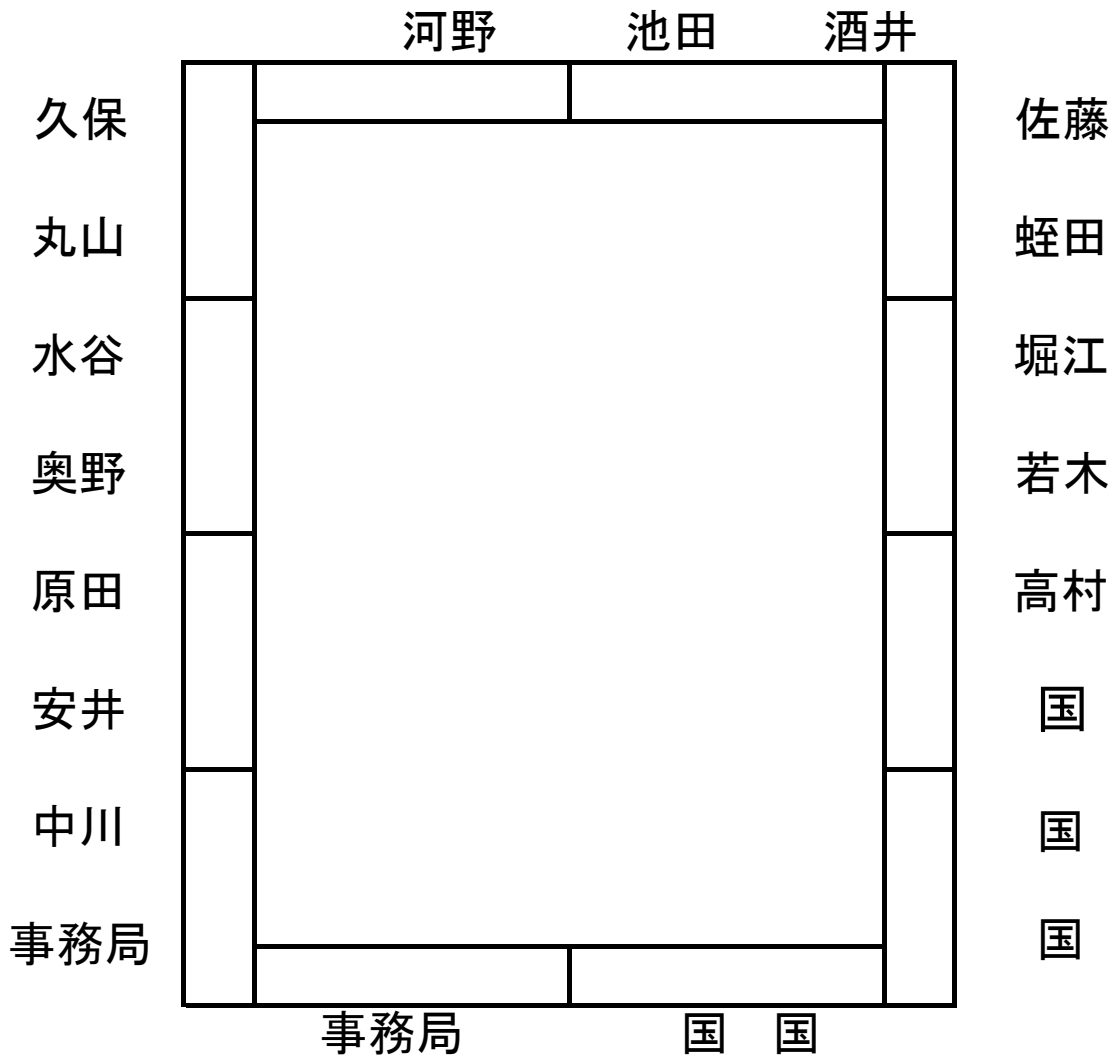 河野 池田 酒井
久保 佐藤
丸山 蛭田
水谷 堀江
奥野 若木
原田 高村
安井 国
中川 国
事務局 国
事務局 国 国